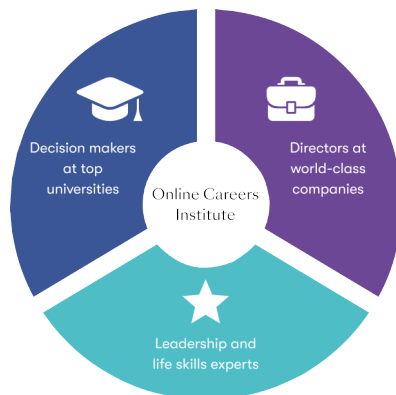 Decision makers
at top
universities
Directors at
world-class
companies
Online Careers
Institute
Leadership and
life skills experts